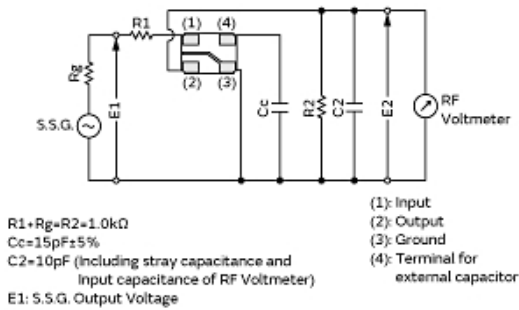 R1
(1)
(4)
(2)
(3)
Rg
S.S.G.
E1
Cc
R2
C2
E2
RF
Voltmeter
R1+Rg=R2=1.0kΩ
Cc=15pF±5%
C2=10pF (Including stray capacitance and
Input capacitance of RF Voltmeter)
E1: S.S.G. Output Voltage
(1): Input
(2): Output
(3): Ground
(4): Terminal for
external capacitor